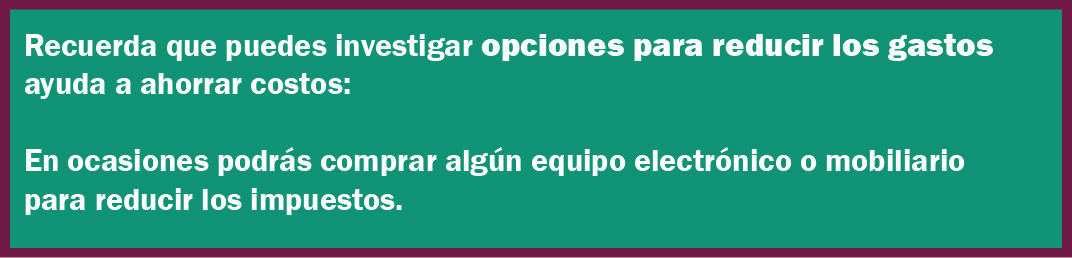 Recuerda que puedes investigar opciones para reducir los gastos
ayuda a ahorrar costos:
En ocasiones podrás comprar algún equipo electrónico o mobiliario
para reducir los impuestos.